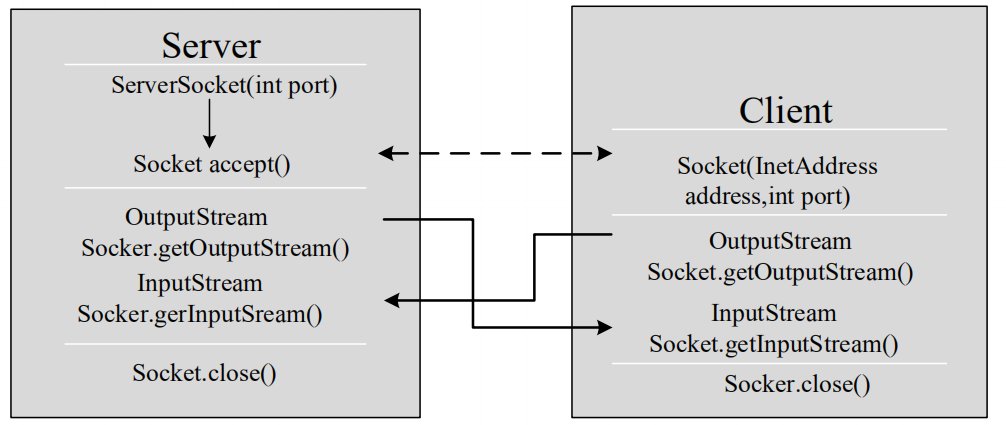 Server
ServerSocket(int port)
Socket accept()
OutputStream
Socker.getOutputStream()
InputStream
Socker.gerInputSream()
Socket.close()
Client
Socket(InetAddress
address,int port)
OutputStream
Socket.getOutputStream()
InputStream
Socket.getInputStream()
Socker.close()